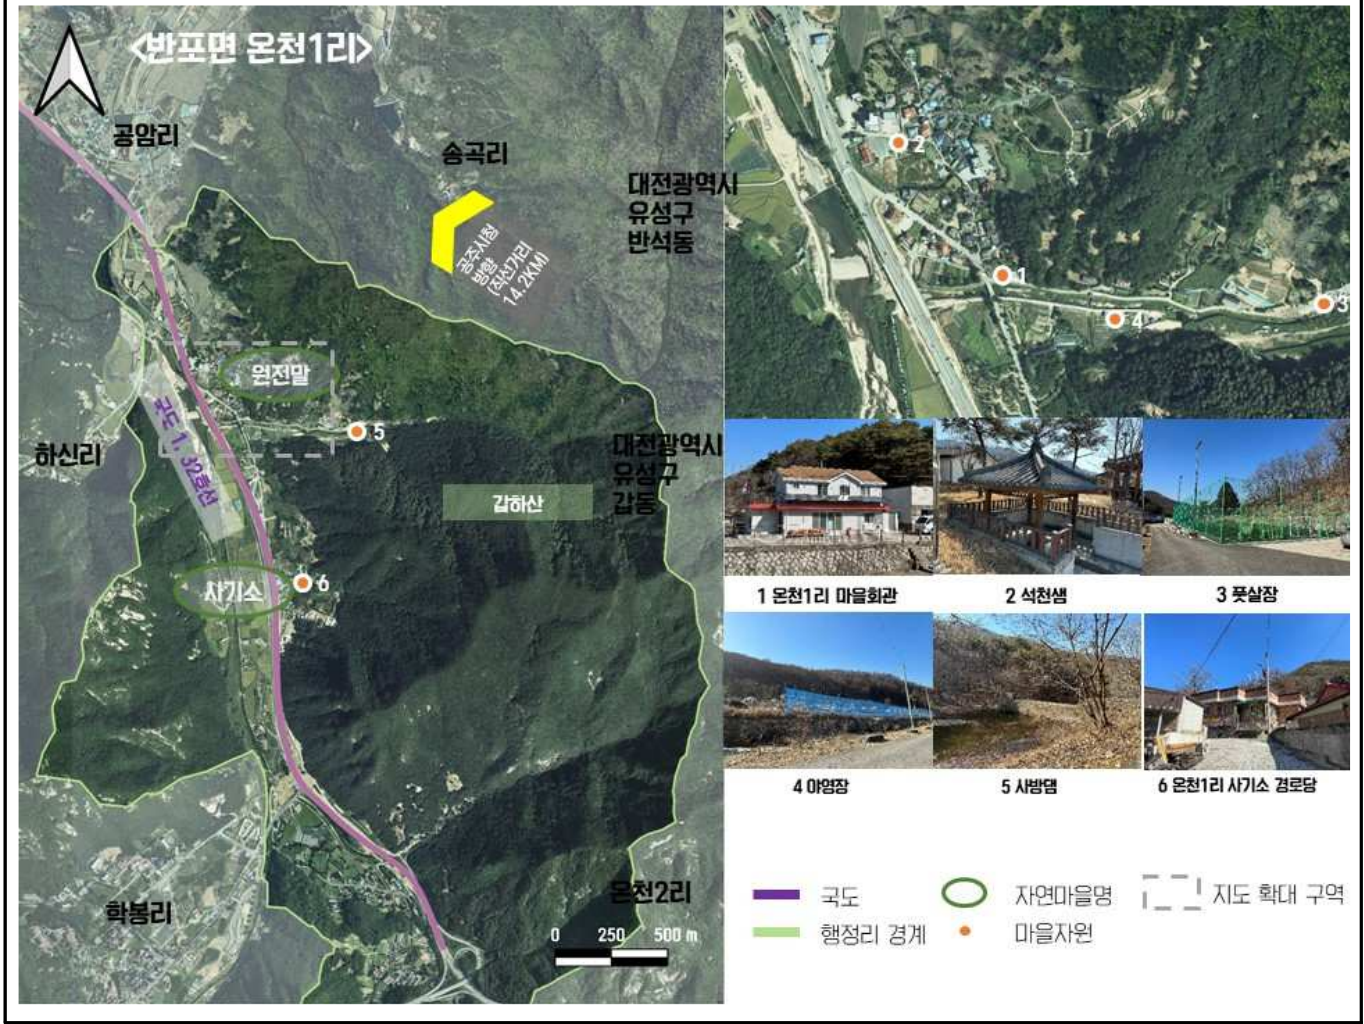 <반포면 온천1리>
공암리
송곡리
대전광역시
유성구
반석동
공주시청
방향
(직선거리
14.2KM)
원전말
국도 1, 32호선
5
하신리
대전광역시
유성구
갑동
갑하산
사기소
6
학봉리
온천2리
0 250 500 m
2
1
4
3
1 온천1리 마을회관
2 석천샘
3 풋살장
4 야영장
5 사방댐
6 온천1리 사기소 경로당
국도
자연마을명
지도 확대 구역
행정리 경계
마을자원